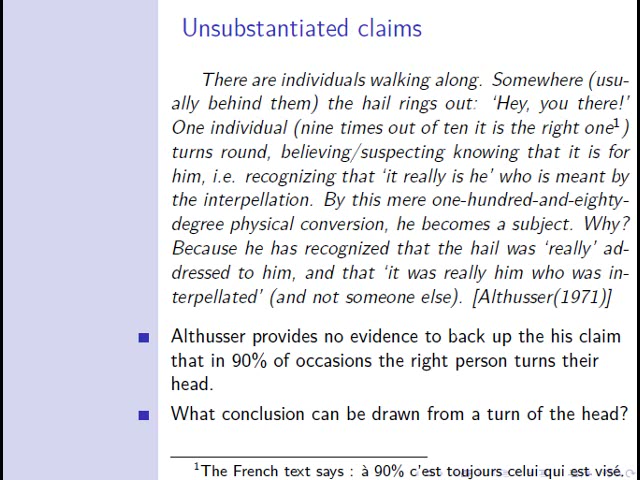 Unsubstantiated claims
There are individuals walking along. Somewhere (usu-
ally behind them) the hail rings out: ‘Hey, you there!’
One individual (nine times out of ten it is the right one¹)
turns round, believing/suspecting knowing that it is for
him, i.e. recognizing that ‘it really is he’ who is meant by
the interpellation. By this mere one-hundred-and-eighty-
degree physical conversion, he becomes a subject. Why?
Because he has recognized that the hail was ‘really’ ad-
dressed to him, and that ‘it was really him who was in-
terpellated’ (and not someone else). [Althusser(1971)]
Althusser provides no evidence to back up the his claim
that in 90% of occasions the right person turns their
head.
What conclusion can be drawn from a turn of the head?
¹The French text says : à 90% c'est toujours celui qui est visé.